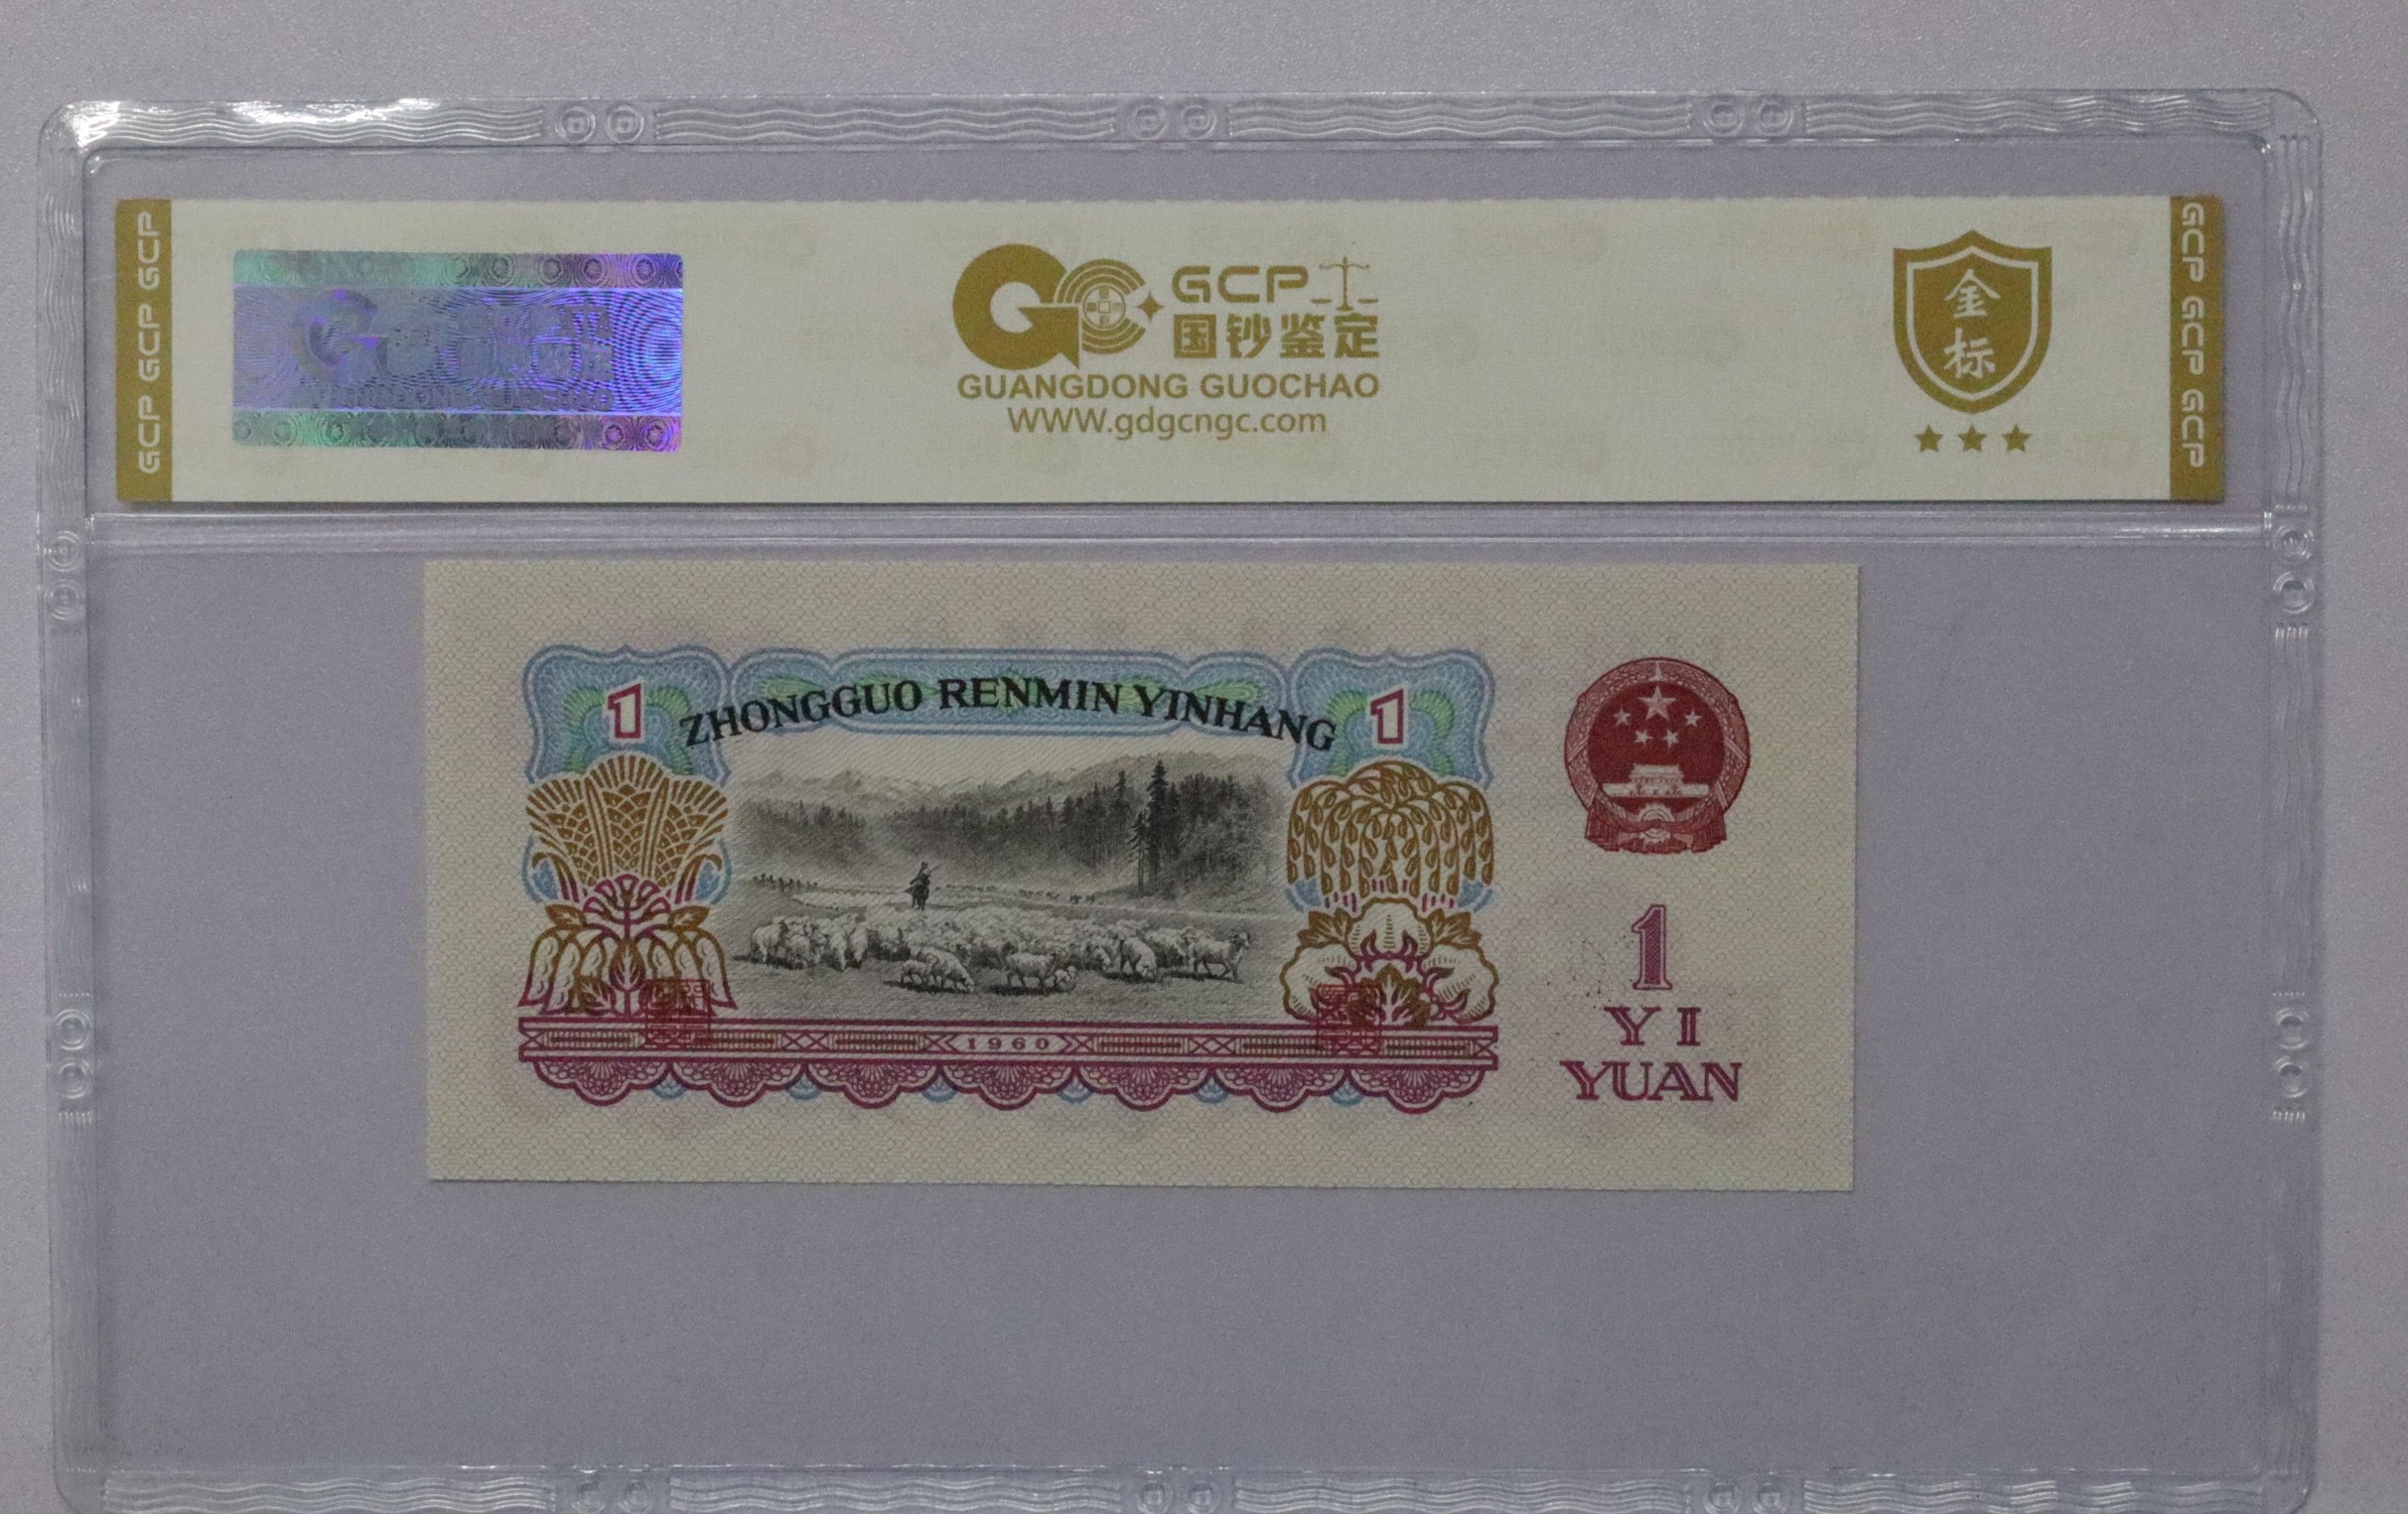 GCP GCP GCP
GCP
国钞鉴定
GUANGDONG GUOCHAO
WWW.gdgcngc.com
金
标
GCP GCP GCP
1
ZHONGGUO RENMIN YINHANG
1
1960
1
YI
YUAN